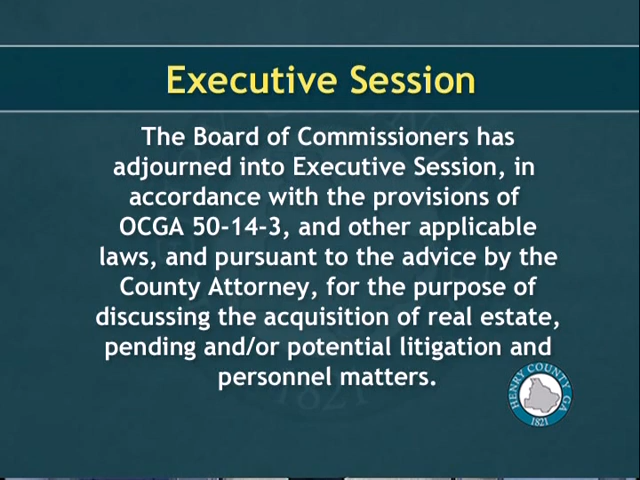 Executive Session
The Board of Commissioners has
adjourned into Executive Session, in
accordance with the provisions of
OCGA 50-14-3, and other applicable
laws, and pursuant to the advice by the
County Attorney, for the purpose of
discussing the acquisition of real estate,
pending and/or potential litigation and
personnel matters.
HENRY COUNTY GA
1821
1821